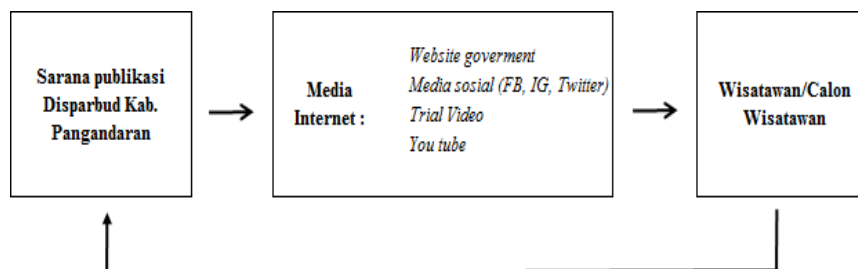 Sarana publikasi
Disparbud Kab.
Pangandaran
Media
Internet :
Website goverment
Media sosial (FB, IG, Twitter)
Trial Video
You tube
Wisatawan/Calon
Wisatawan